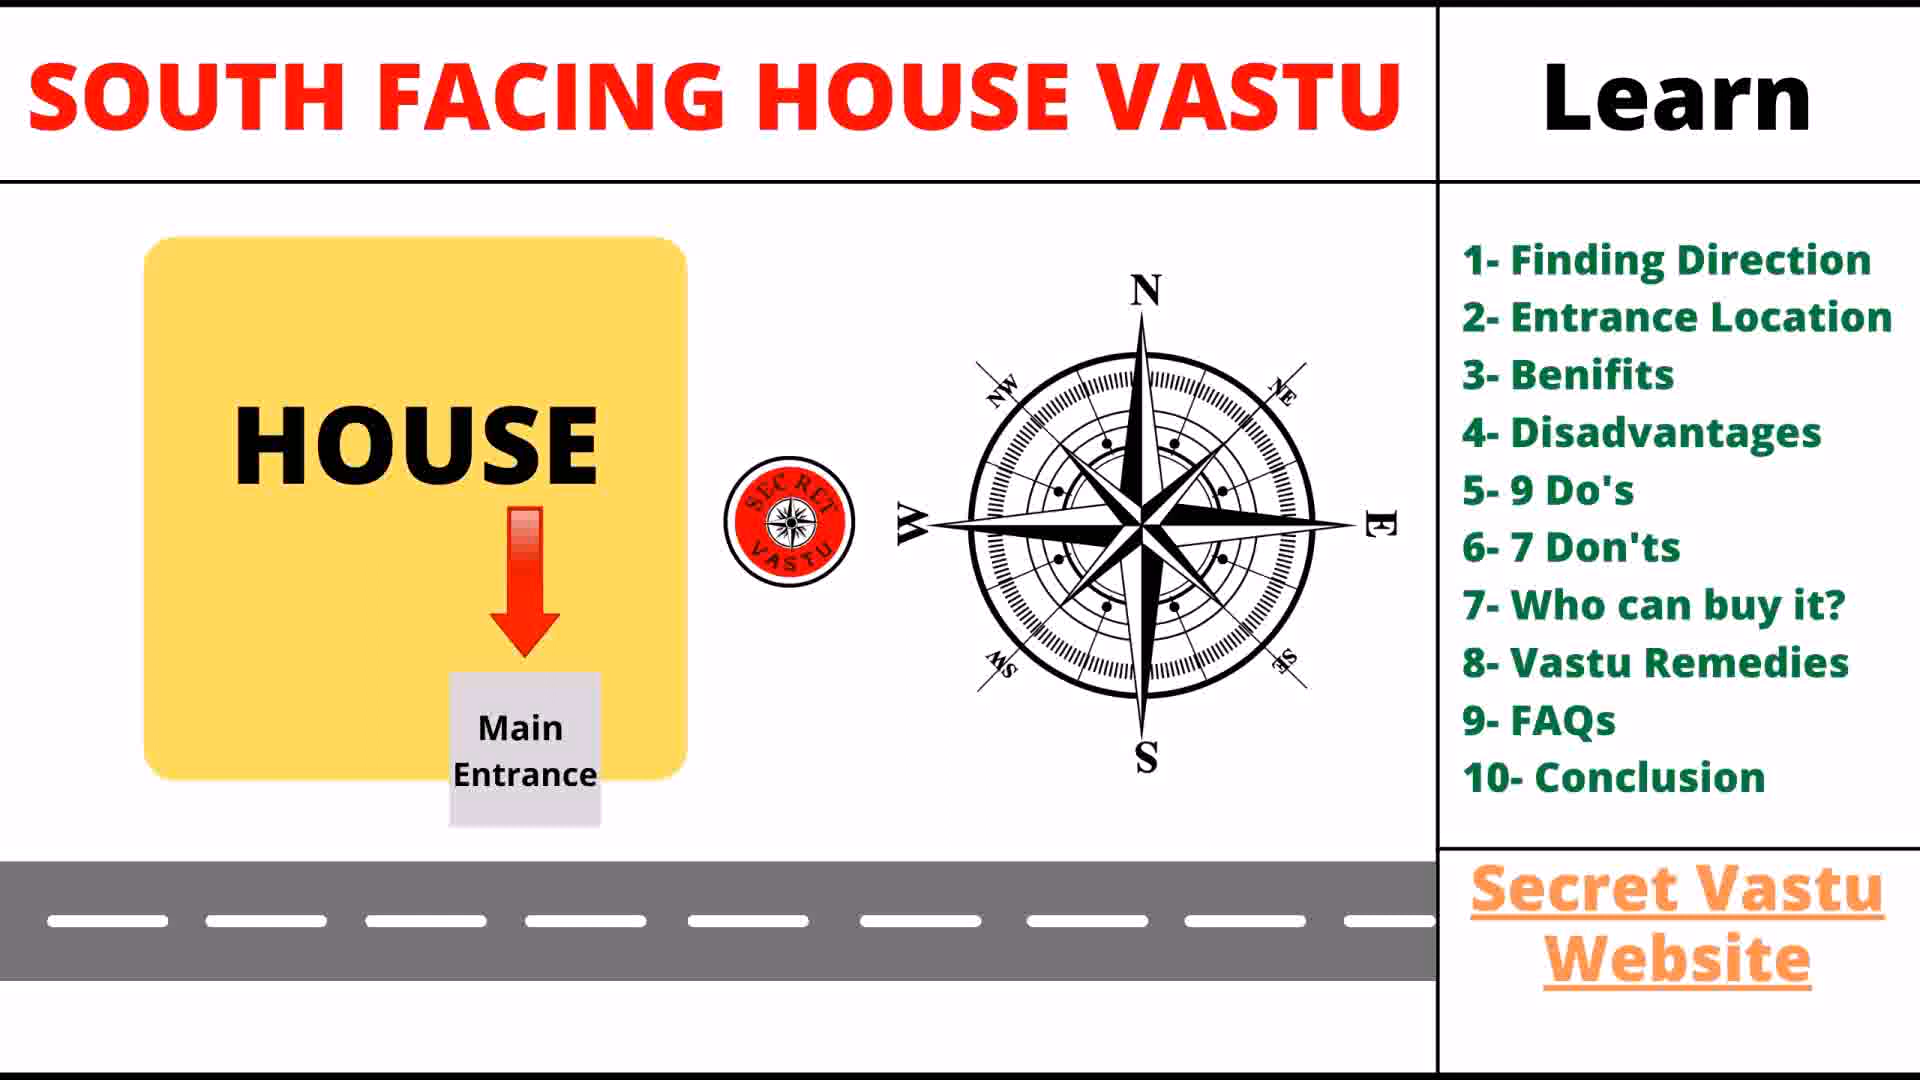 SOUTH FACING HOUSE VASTU
Learn
HOUSE
Main
Entrance
SECRET
VASTU
N
NE
E
SE
S
SW
W
NW
1- Finding Direction
2- Entrance Location
3- Benifits
4- Disadvantages
5- 9 Do's
6- 7 Don'ts
7- Who can buy it?
8- Vastu Remedies
9- FAQs
10- Conclusion
Secret Vastu
Website